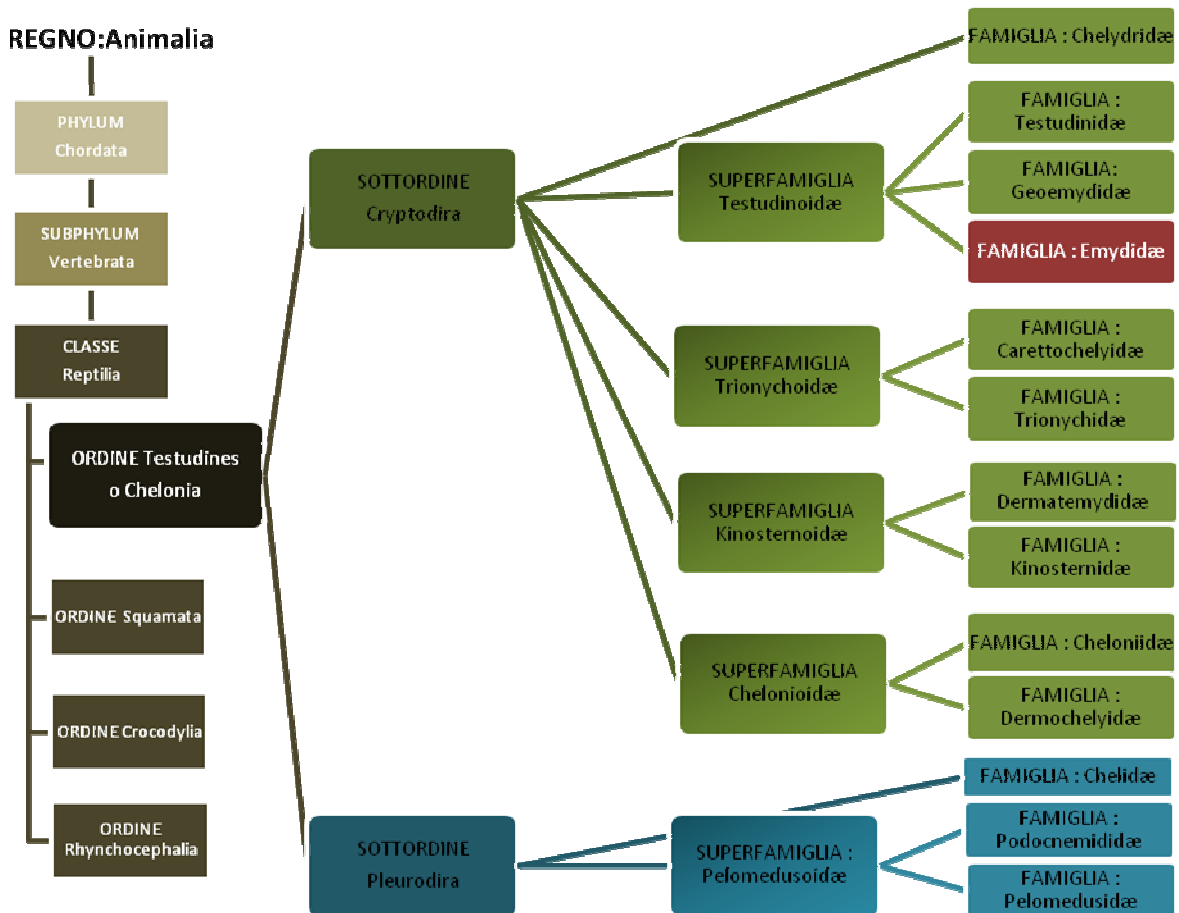 REGNO:Animalia
PHYLUM
Chordata
SUBPHYLUM
Vertebrata
CLASSE
Reptilia
ORDINE Testudines
o Chelonia
ORDINE Squamata
ORDINE Crocodylia
ORDINE
Rhynchocephalia
SOTTORDINE
Cryptodira
SOTTORDINE
Pleurodira
SUPERFAMIGLIA
Testudinoidæ
SUPERFAMIGLIA
Trionychoidæ
SUPERFAMIGLIA
Kinosternoidæ
SUPERFAMIGLIA
Chelonioidæ
SUPERFAMIGLIA :
Pelomedusoidæ
FAMIGLIA : Chelydridæ
FAMIGLIA :
Testudinidæ
FAMIGLIA:
Geoemydidæ
FAMIGLIA : Emydidæ
FAMIGLIA :
Carettochelyidæ
FAMIGLIA :
Trionychidæ
FAMIGLIA :
Dermatemydidæ
FAMIGLIA :
Kinosternidæ
FAMIGLIA : Cheloniidæ
FAMIGLIA :
Dermochelyidæ
FAMIGLIA : Chelidæ
FAMIGLIA :
Podocnemididæ
FAMIGLIA :
Pelomedusidæ